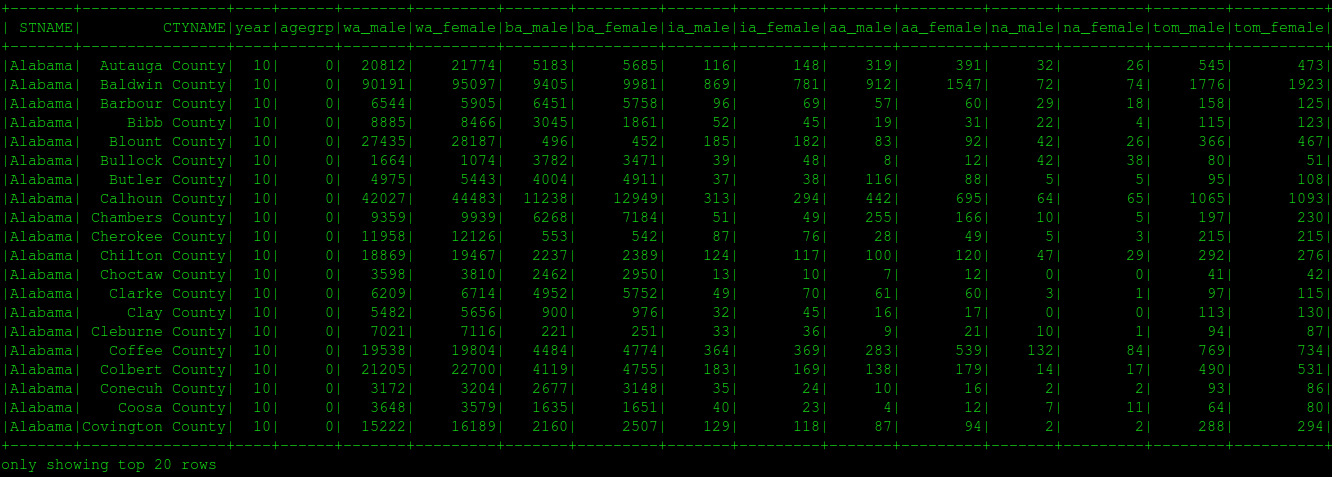 +-------+----------------+----+------+-------+---------+-------+---------+-------+---------+-------+---------+-------+---------+--------+----------+
| STNAME|         CTYNAME|year|agegrp|wa_male|wa_female|ba_male|ba_female|ia_male|ia_female|aa_male|aa_female|na_male|na_female|tom_male|tom_female|
+-------+----------------+----+------+-------+---------+-------+---------+-------+---------+-------+---------+-------+---------+--------+----------+
|Alabama|  Autauga County|  10|     0|  20812|    21774|   5183|     5685|    116|      148|    319|      391|     32|       26|     545|       473|
|Alabama|  Baldwin County|  10|     0|  90191|    95097|   9405|     9981|    869|      781|    912|     1547|     72|       74|    1776|      1923|
|Alabama|  Barbour County|  10|     0|   6544|     5905|   6451|     5758|     96|       69|     57|       60|     29|       18|     158|       125|
|Alabama|     Bibb County|  10|     0|   8885|     8466|   3045|     1861|     52|       45|     19|       31|     22|        4|     115|       123|
|Alabama|   Blount County|  10|     0|  27435|    28187|    496|      452|    185|      182|     83|       92|     42|       26|     366|       467|
|Alabama|  Bullock County|  10|     0|   1664|     1074|   3782|     3471|     39|       48|      8|       12|     42|       38|      80|        51|
|Alabama|   Butler County|  10|     0|   4975|     5443|   4004|     4911|     37|       38|    116|       88|      5|        5|      95|       108|
|Alabama|  Calhoun County|  10|     0|  42027|    44483|  11238|    12949|    313|      294|    442|      695|     64|       65|    1065|      1093|
|Alabama| Chambers County|  10|     0|   9359|     9939|   6268|     7184|     51|       49|    255|      166|     10|        5|     197|       230|
|Alabama| Cherokee County|  10|     0|  11958|    12126|    553|      542|     87|       76|     28|       49|      5|        3|     215|       215|
|Alabama|  Chilton County|  10|     0|  18869|    19467|   2237|     2389|    124|      117|    100|      120|     47|       29|     292|       276|
|Alabama|  Choctaw County|  10|     0|   3598|     3810|   2462|     2950|     13|       10|      7|       12|      0|        0|      41|        42|
|Alabama|   Clarke County|  10|     0|   6209|     6714|   4952|     5752|     49|       70|     61|       60|      3|        1|      97|       115|
|Alabama|     Clay County|  10|     0|   5482|     5656|    900|      976|     32|       45|     16|       17|      0|        0|     113|       130|
|Alabama| Cleburne County|  10|     0|   7021|     7116|    221|      251|     33|       36|      9|       21|     10|        1|      94|        87|
|Alabama|   Coffee County|  10|     0|  19538|    19804|   4484|     4774|    364|      369|    283|      539|    132|       84|     769|       734|
|Alabama|  Colbert County|  10|     0|  21205|    22700|   4119|     4755|    183|      169|    138|      179|     14|       17|     490|       531|
|Alabama|  Conecuh County|  10|     0|   3172|     3204|   2677|     3148|     35|       24|     10|       16|      2|        2|      93|        86|
|Alabama|    Coosa County|  10|     0|   3648|     3579|   1635|     1651|     40|       23|      4|       12|      7|       11|      64|        80|
|Alabama|Covington County|  10|     0|  15222|    16189|   2160|     2507|    129|      118|     87|       94|      2|        2|     288|       294|
+-------+----------------+----+------+-------+---------+-------+---------+-------+---------+-------+---------+-------+---------+--------+----------+
only showing top 20 rows